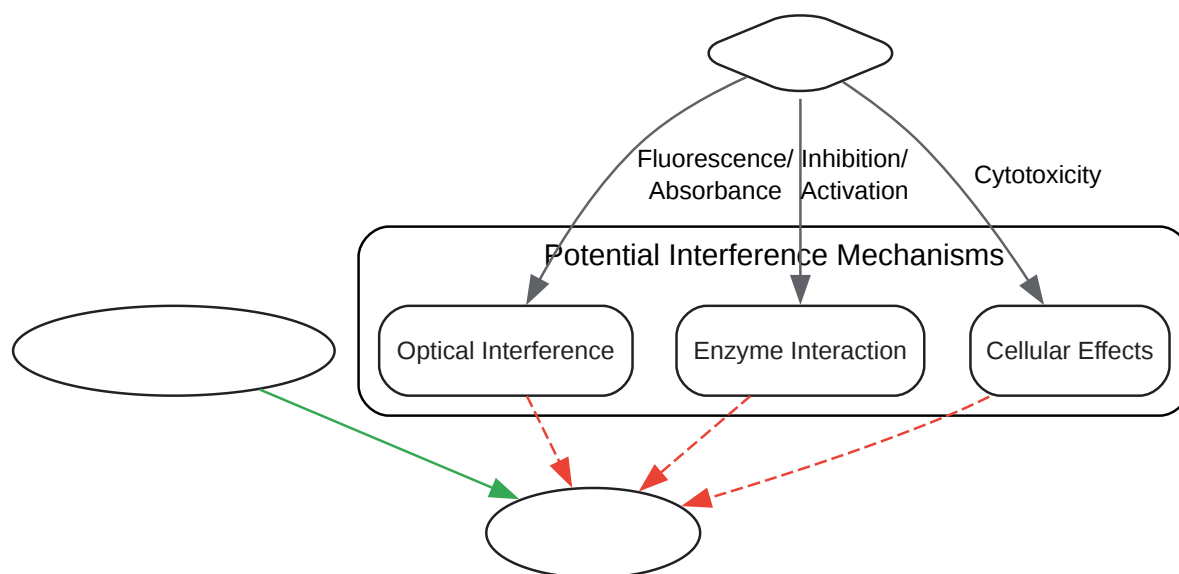 Fluorescence/
Absorbance
Inhibition/
Activation
Cytotoxicity
Potential Interference Mechanisms
Optical Interference
Enzyme Interaction
Cellular Effects